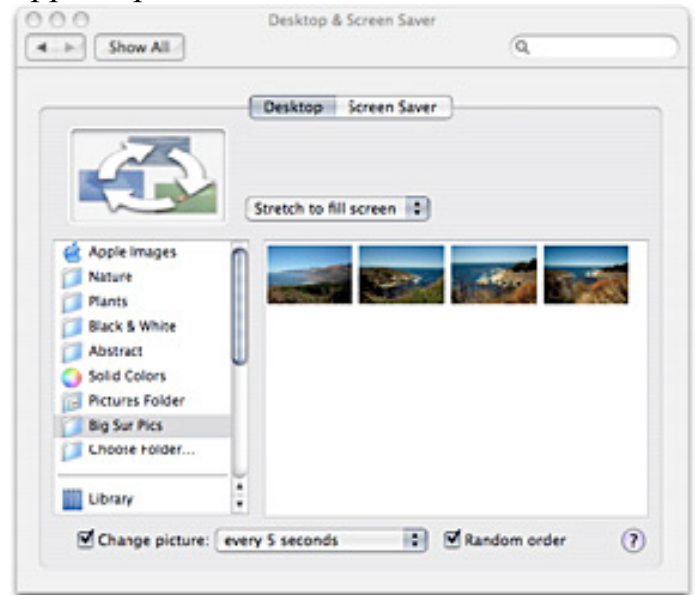 Desktop & Screen Saver
Show All
Desktop Screen Saver
Stretch to fill screen
Apple Images
Nature
Plants
Black & White
Abstract
Solid Colors
Pictures Folder
Big Sur Pics
Choose Folder...
Library
Change picture: every 5 seconds Random order ?